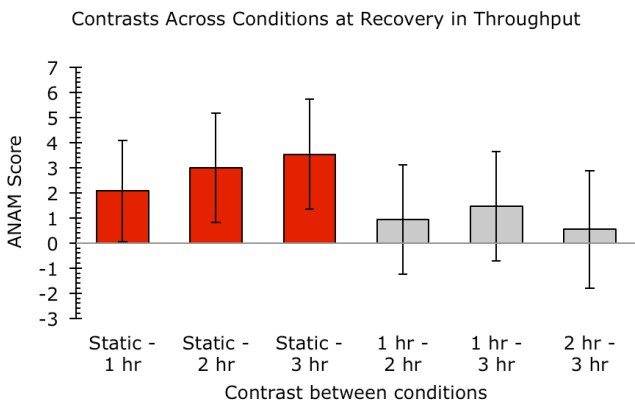 Contrasts Across Conditions at Recovery in Throughput
7
6
5
4
3
2
1
0
-1
-2
-3
ANAM Score
Static - 1 hr
Static - 2 hr
Static - 3 hr
1 hr - 2 hr
1 hr - 3 hr
2 hr - 3 hr
Contrast between conditions